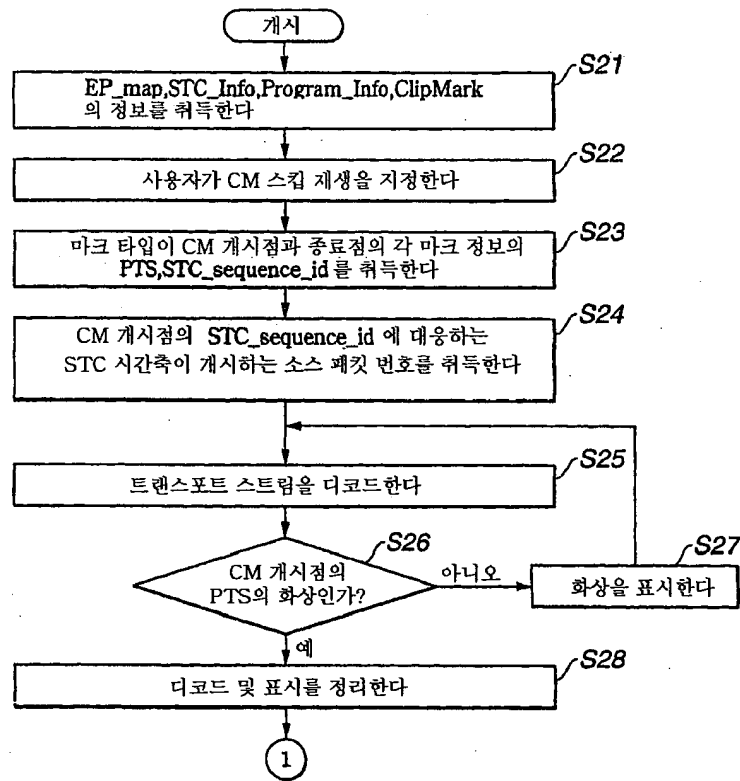 개시
S21
EP_map,STC_Info,Program_Info,ClipMark
의 정보를 취득한다
S22
사용자가 CM 스킵 재생을 지정한다
S23
마크 타입이 CM 개시점과 종료점의 각 마크 정보의
PTS,STC_sequence_id 를 취득한다
S24
CM 개시점의 STC_sequence_id 에 대응하는
STC 시간축이 개시하는 소스 패킷 번호를 취득한다
S25
트랜스포트 스트림을 디코드한다
S26
CM 개시점의
PTS의 화상인가?
아니오
S27
화상을 표시한다
예
S28
디코드 및 표시를 정리한다
1